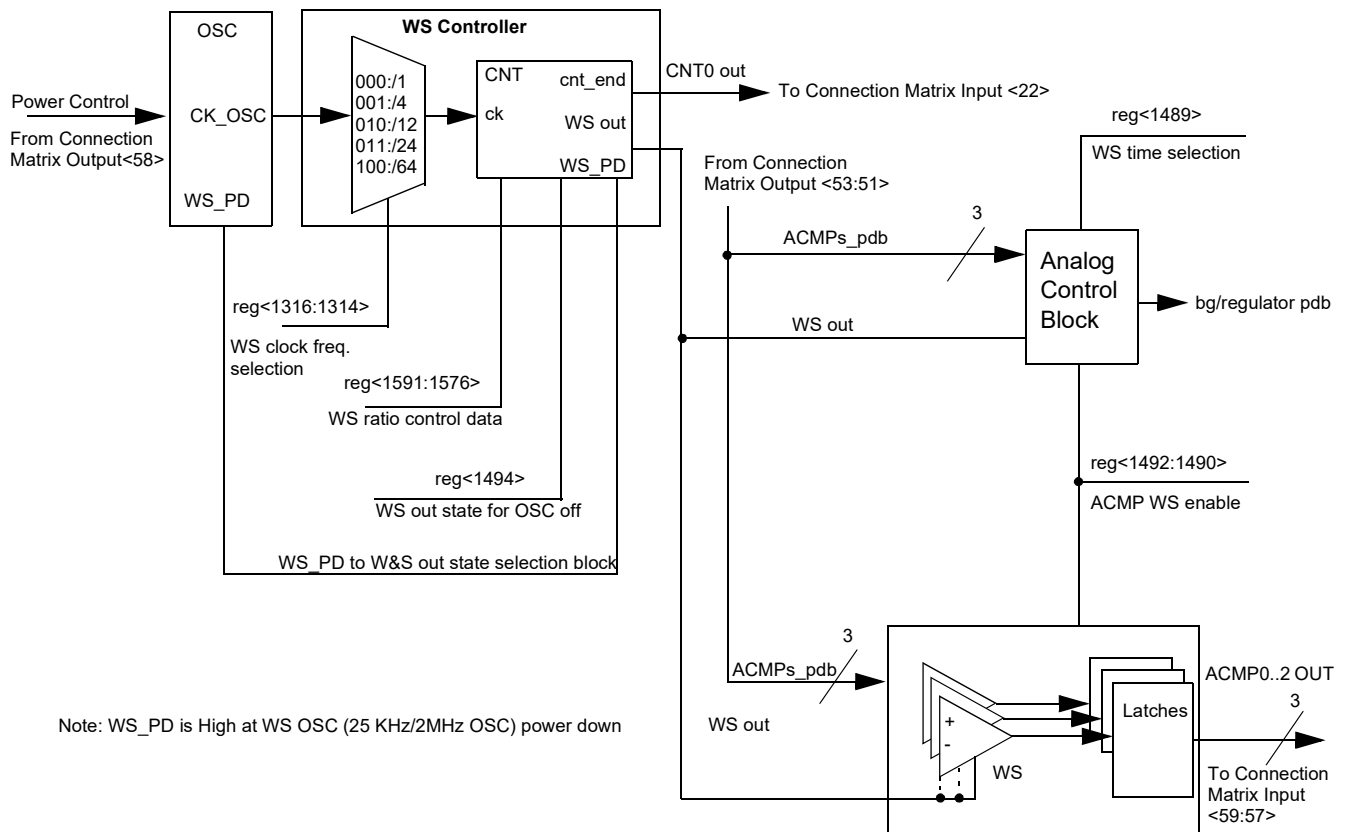 OSC
WS Controller
000:/1
001:/4
010:/12
011:/24
100:/64
CNT
cnt_end
ck
WS out
WS_PD
CNT0 out
To Connection Matrix Input <22>
Power Control
From Connection
Matrix Output<58>
CK_OSC
WS_PD
reg<1489>
WS time selection
From Connection
Matrix Output <53:51>
3
ACMPs_pdb
Analog
Control
Block
bg/regulator pdb
WS out
reg<1316:1314>
WS clock freq.
selection
reg<1591:1576>
WS ratio control data
reg<1494>
WS out state for OSC off
WS_PD to W&S out state selection block
reg<1492:1490>
ACMP WS enable
3
ACMPs_pdb
WS out
+
-
WS
Latches
ACMP0..2 OUT
3
To Connection
Matrix Input
<59:57>
Note: WS_PD is High at WS OSC (25 KHz/2MHz OSC) power down